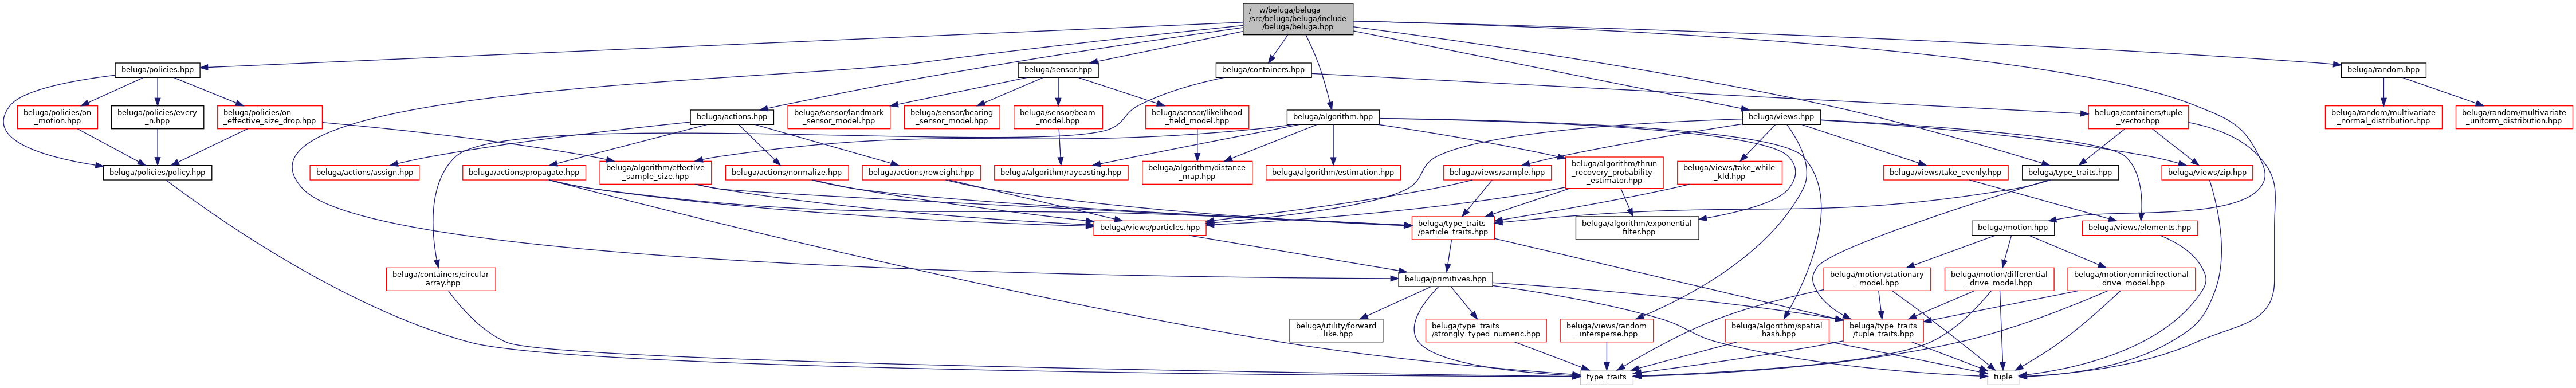 /__w/beluga/beluga
/src/beluga/beluga/include
/beluga/beluga.hpp
beluga/policies.hpp
beluga/sensor.hpp
beluga/containers.hpp
beluga/random.hpp
beluga/policies/on
_motion.hpp
beluga/policies/every
_n.hpp
beluga/policies/on
_effective_size_drop.hpp
beluga/actions.hpp
beluga/sensor/landmark
_sensor_model.hpp
beluga/sensor/bearing
_sensor_model.hpp
beluga/sensor/beam
_model.hpp
beluga/sensor/likelihood
_field_model.hpp
beluga/algorithm.hpp
beluga/views.hpp
beluga/containers/tuple
_vector.hpp
beluga/random/multivariate
_normal_distribution.hpp
beluga/random/multivariate
_uniform_distribution.hpp
beluga/policies/policy.hpp
beluga/actions/assign.hpp
beluga/actions/propagate.hpp
beluga/algorithm/effective
_sample_size.hpp
beluga/actions/normalize.hpp
beluga/actions/reweight.hpp
beluga/algorithm/raycasting.hpp
beluga/algorithm/distance
_map.hpp
beluga/algorithm/estimation.hpp
beluga/views/sample.hpp
beluga/algorithm/thrun
_recovery_probability
_estimator.hpp
beluga/views/take_while
_kld.hpp
beluga/views/take_evenly.hpp
beluga/type_traits.hpp
beluga/views/zip.hpp
beluga/views/particles.hpp
beluga/type_traits
/particle_traits.hpp
beluga/algorithm/exponential
_filter.hpp
beluga/motion.hpp
beluga/views/elements.hpp
beluga/containers/circular
_array.hpp
beluga/primitives.hpp
beluga/motion/stationary
_model.hpp
beluga/motion/differential
_drive_model.hpp
beluga/motion/omnidirectional
_drive_model.hpp
beluga/utility/forward
_like.hpp
beluga/type_traits
/strongly_typed_numeric.hpp
beluga/views/random
_intersperse.hpp
beluga/algorithm/spatial
_hash.hpp
beluga/type_traits
/tuple_traits.hpp
type_traits
tuple